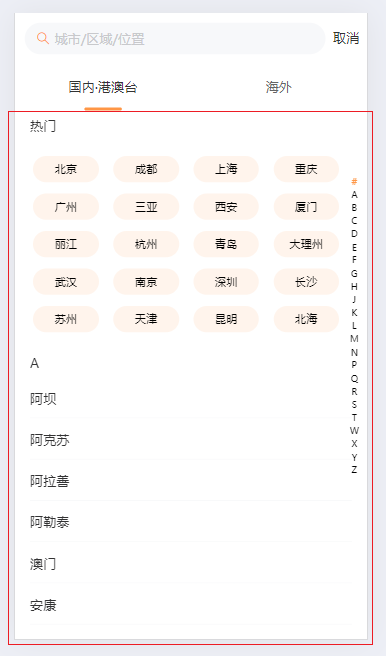 城市/区域/位置 取消
国内·港澳台 海外
热门
北京 成都 上海 重庆
广州 三亚 西安 厦门
丽江 杭州 青岛 大理州
武汉 南京 深圳 长沙
苏州 天津 昆明 北海
#
A
B
C
D
E
F
G
H
J
K
L
M
N
P
Q
R
S
T
W
X
Y
Z
A
阿坝
阿克苏
阿拉善
阿勒泰
澳门
安康